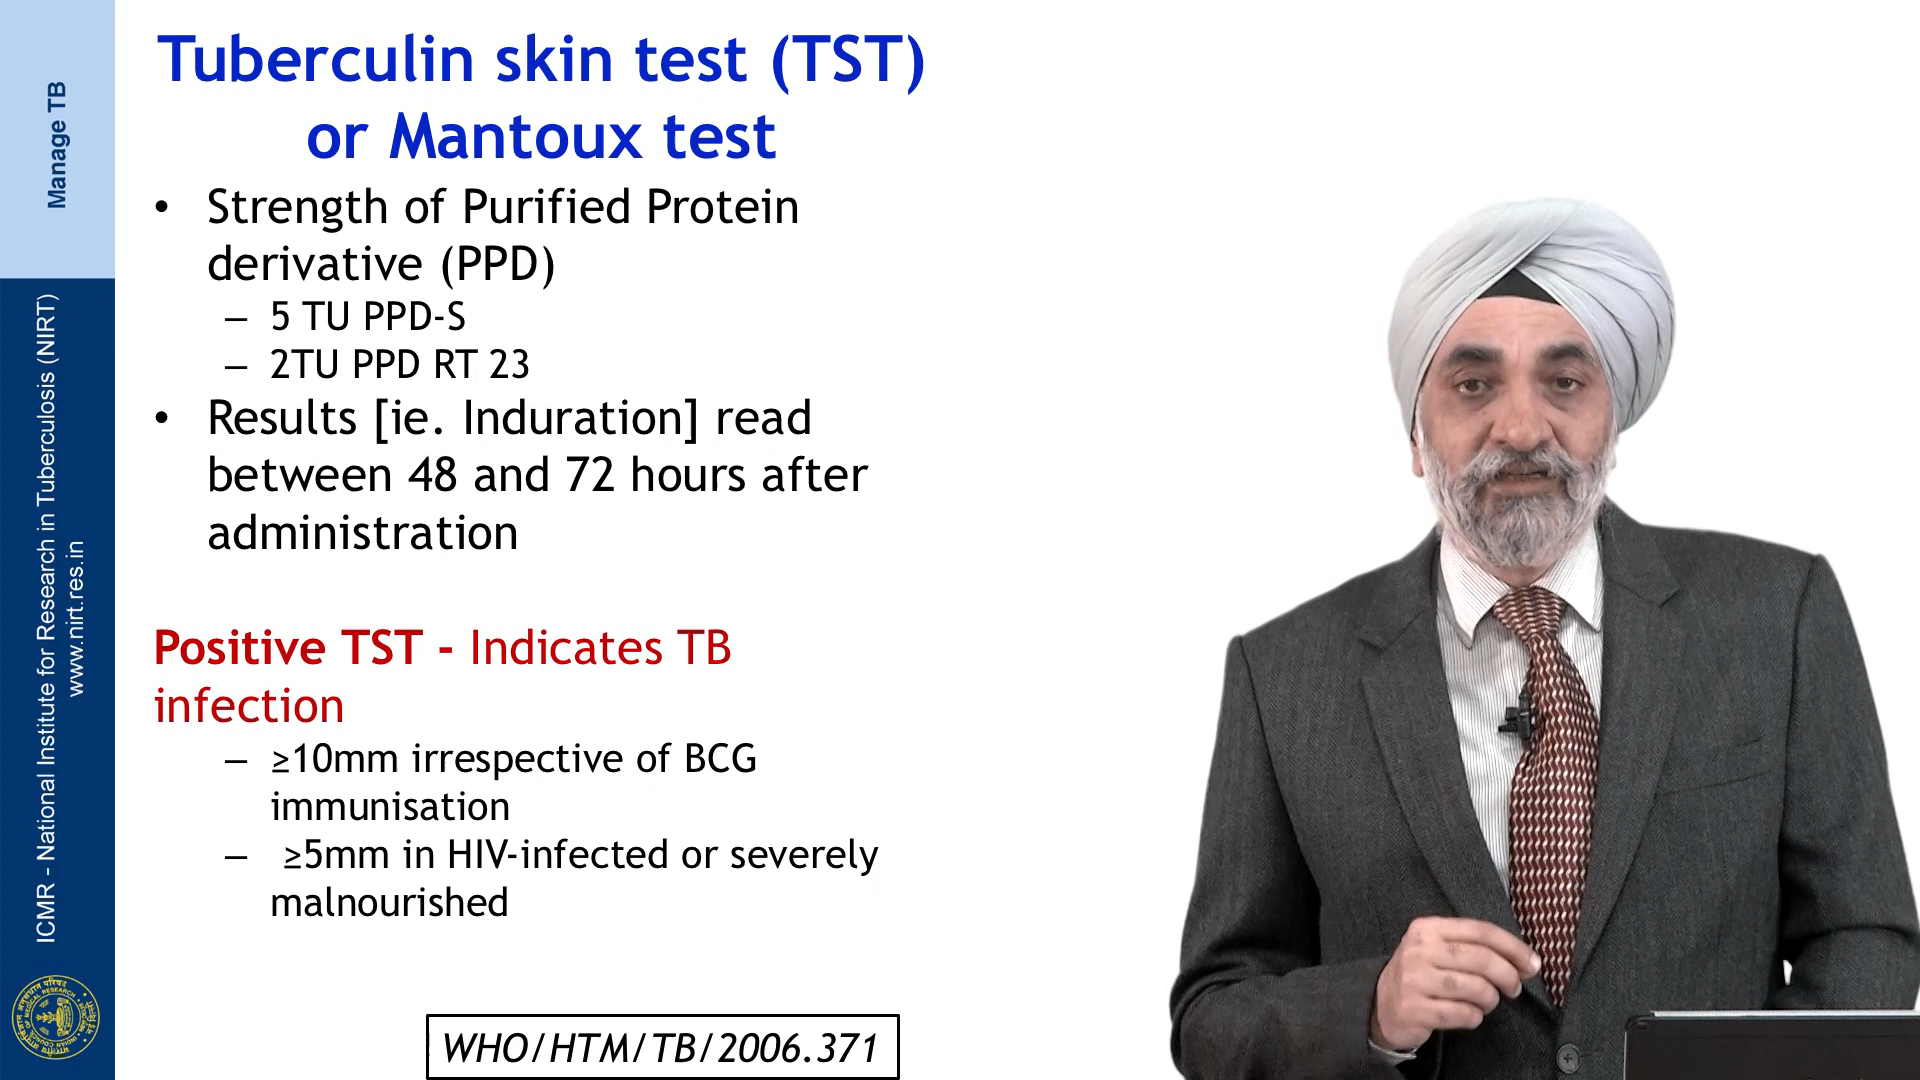 Manage TB
ICMR - National Institute for Research in Tuberculosis (NIRT)
www.nirt.res.in
Tuberculin skin test (TST)
or Mantoux test
• Strength of Purified Protein
derivative (PPD)
– 5 TU PPD-S
– 2TU PPD RT 23
• Results [ie. Induration] read
between 48 and 72 hours after
administration
Positive TST - Indicates TB
infection
– ≥10mm irrespective of BCG
immunisation
– ≥5mm in HIV-infected or severely
malnourished
WHO/HTM/TB/2006.371